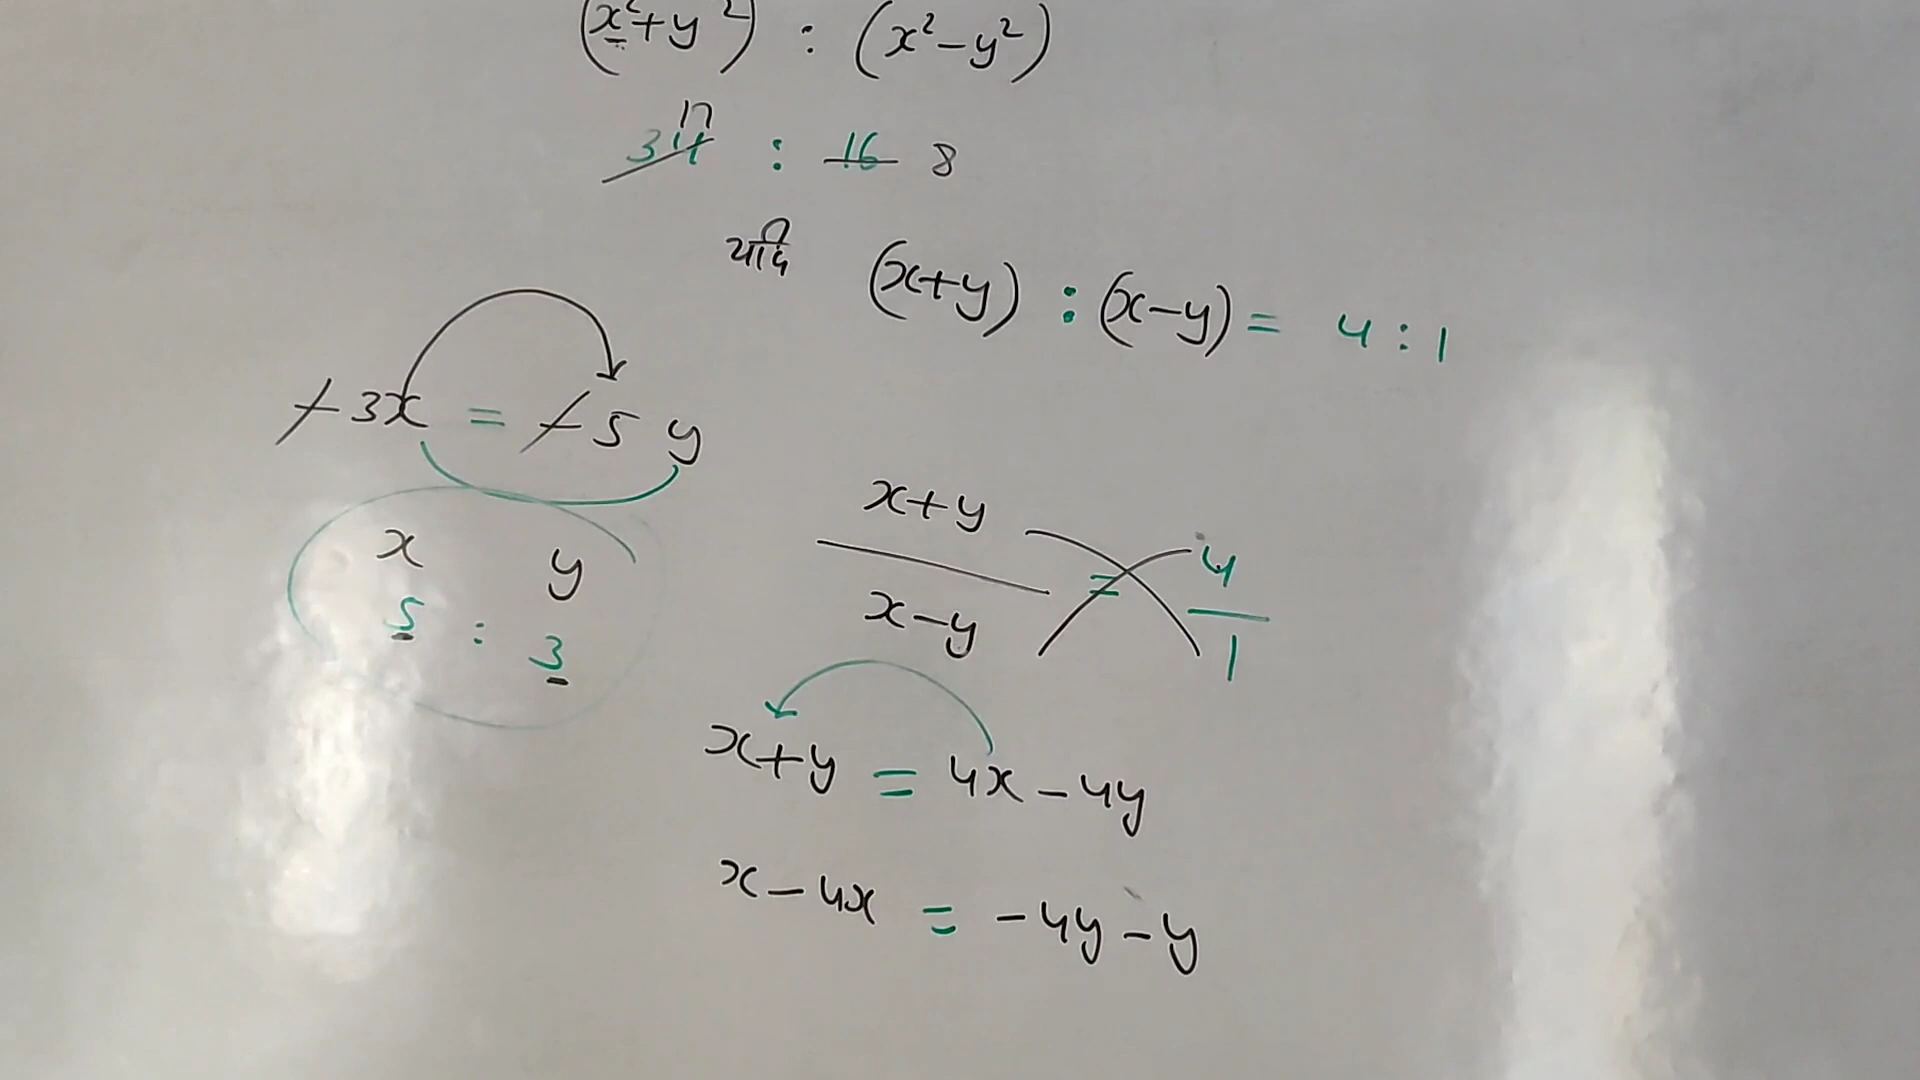 (x²+y²) : (x²-y²)
17
34 : 16 8
यदि (x+y) : (x-y) = 4 : 1
-3x = -5 y
x y
5 : 3
x+y = 4
x-y 1
x+y = 4x-4y
x-4x = -4y-y